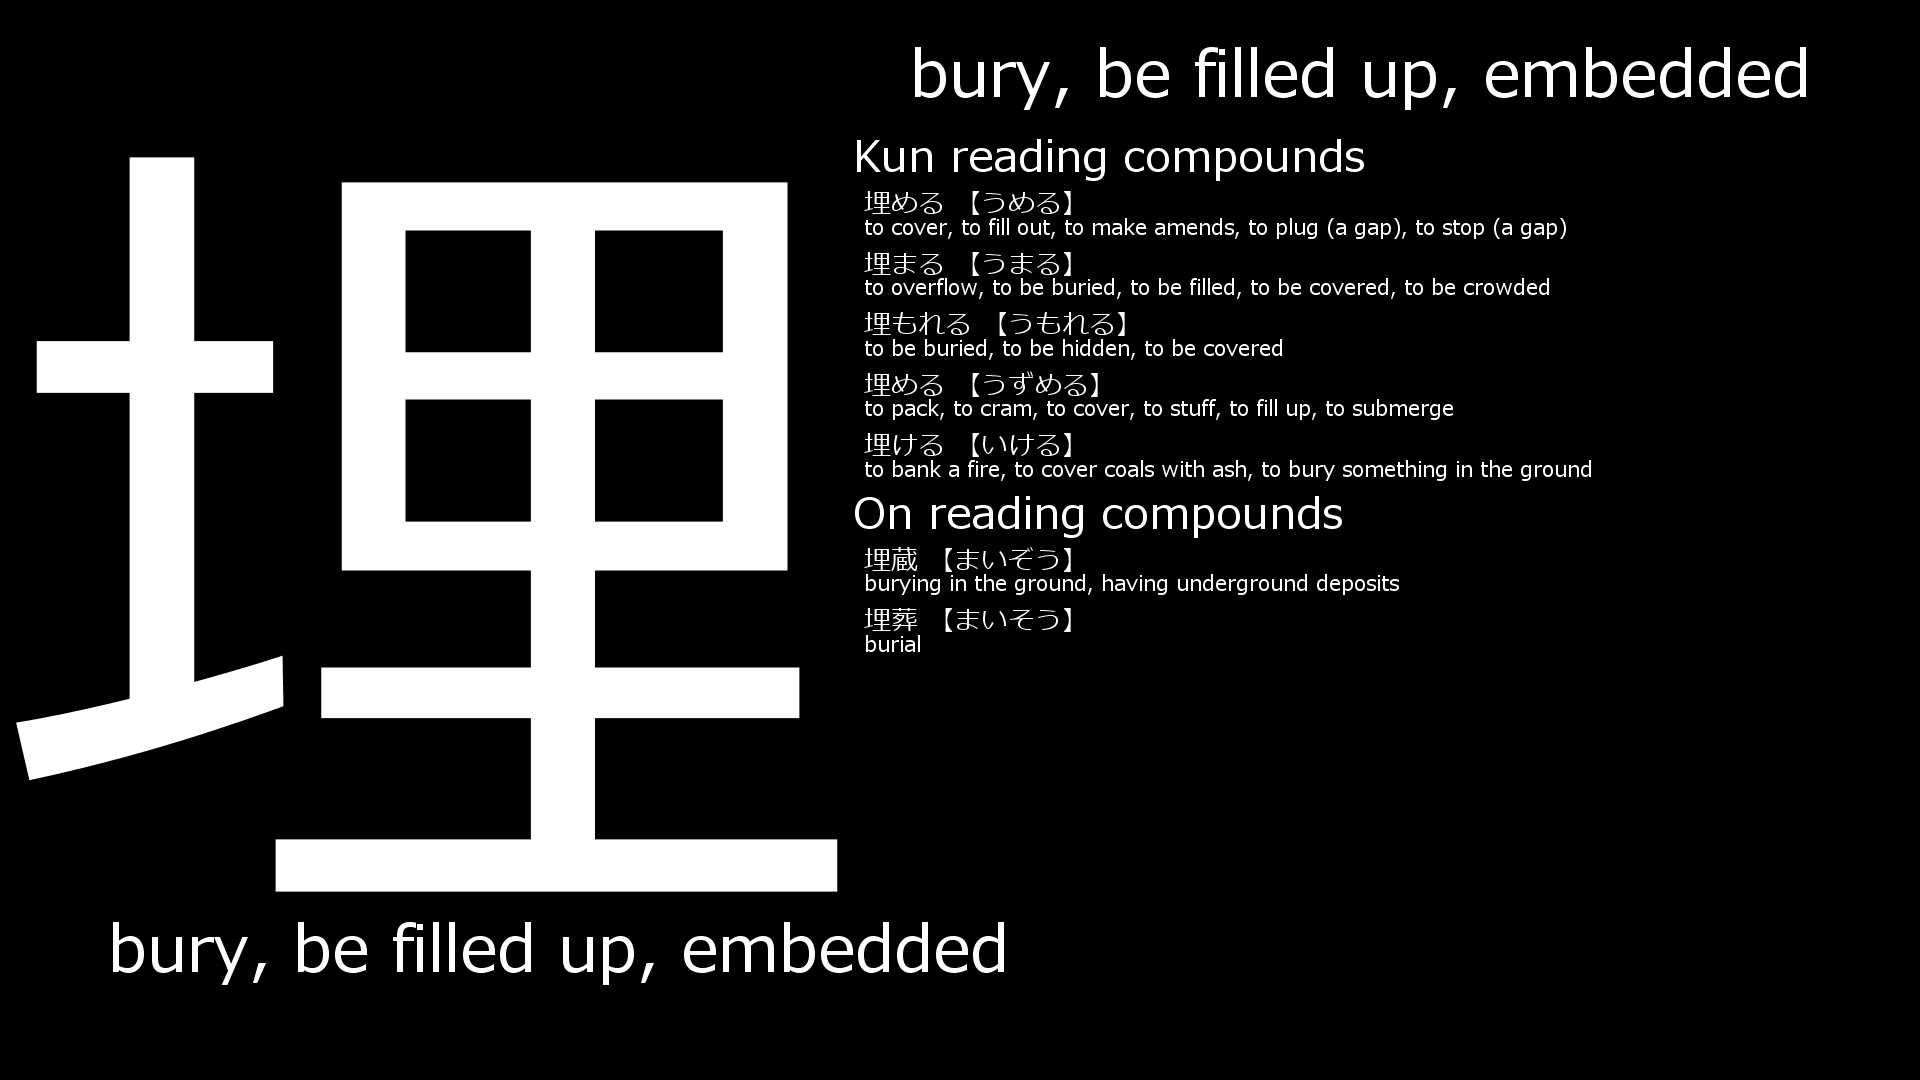 埋
bury, be filled up, embedded
Kun reading compounds
埋める 【うめる】
to cover, to fill out, to make amends, to plug (a gap), to stop (a gap)
埋まる 【うまる】
to overflow, to be buried, to be filled, to be covered, to be crowded
埋もれる 【うもれる】
to be buried, to be hidden, to be covered
埋める 【うずめる】
to pack, to cram, to cover, to stuff, to fill up, to submerge
埋ける 【いける】
to bank a fire, to cover coals with ash, to bury something in the ground
On reading compounds
埋蔵 【まいぞう】
burying in the ground, having underground deposits
埋葬 【まいそう】
burial
bury, be filled up, embedded